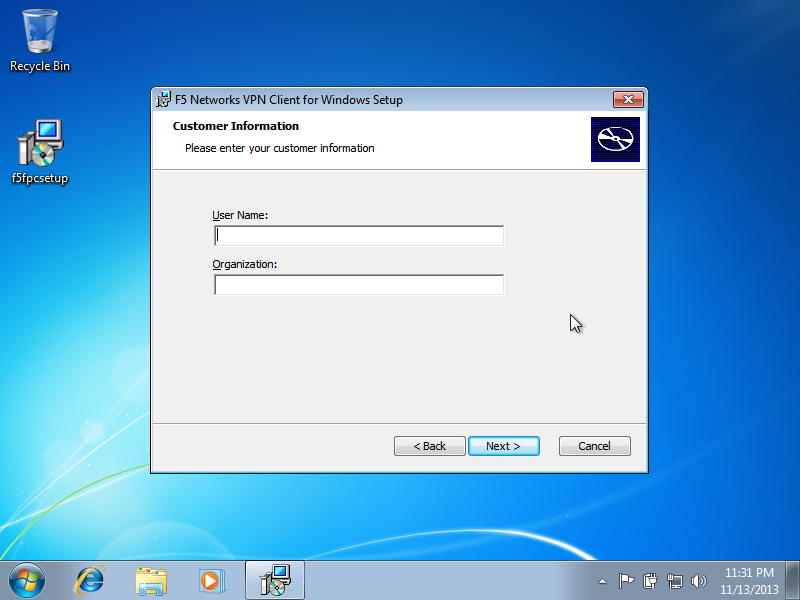 Recycle Bin
f5fpcsetup
F5 Networks VPN Client for Windows Setup
Customer Information
Please enter your customer information
User Name:
Organization:
< Back
Next >
Cancel
11:31 PM
11/13/2013